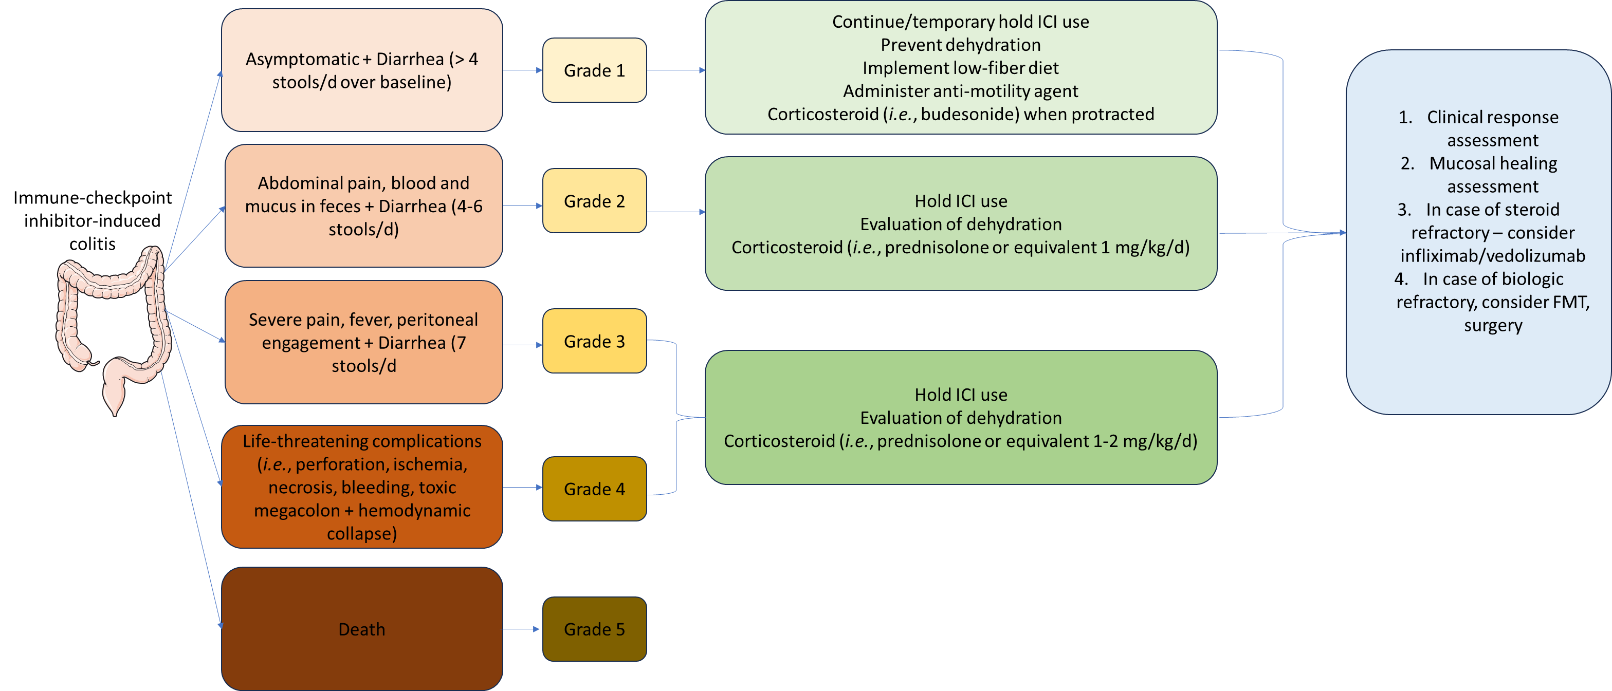 Immune-checkpoint
inhibitor-induced
colitis
Asymptomatic + Diarrhea (> 4
stools/d over baseline)
Grade 1
Continue/temporary hold ICI use
Prevent dehydration
Implement low-fiber diet
Administer anti-motility agent
Corticosteroid (i.e., budesonide) when protracted
Abdominal pain, blood and
mucus in feces + Diarrhea (4-6
stools/d)
Grade 2
Hold ICI use
Evaluation of dehydration
Corticosteroid (i.e., prednisolone or equivalent 1 mg/kg/d)
Severe pain, fever, peritoneal
engagement + Diarrhea (7
stools/d
Grade 3
Life-threatening complications
(i.e., perforation, ischemia,
necrosis, bleeding, toxic
megacolon + hemodynamic
collapse)
Grade 4
Hold ICI use
Evaluation of dehydration
Corticosteroid (i.e., prednisolone or equivalent 1-2 mg/kg/d)
Death
Grade 5
1. Clinical response
assessment
2. Mucosal healing
assessment
3. In case of steroid
refractory – consider
infliximab/vedolizumab
4. In case of biologic
refractory, consider FMT,
surgery